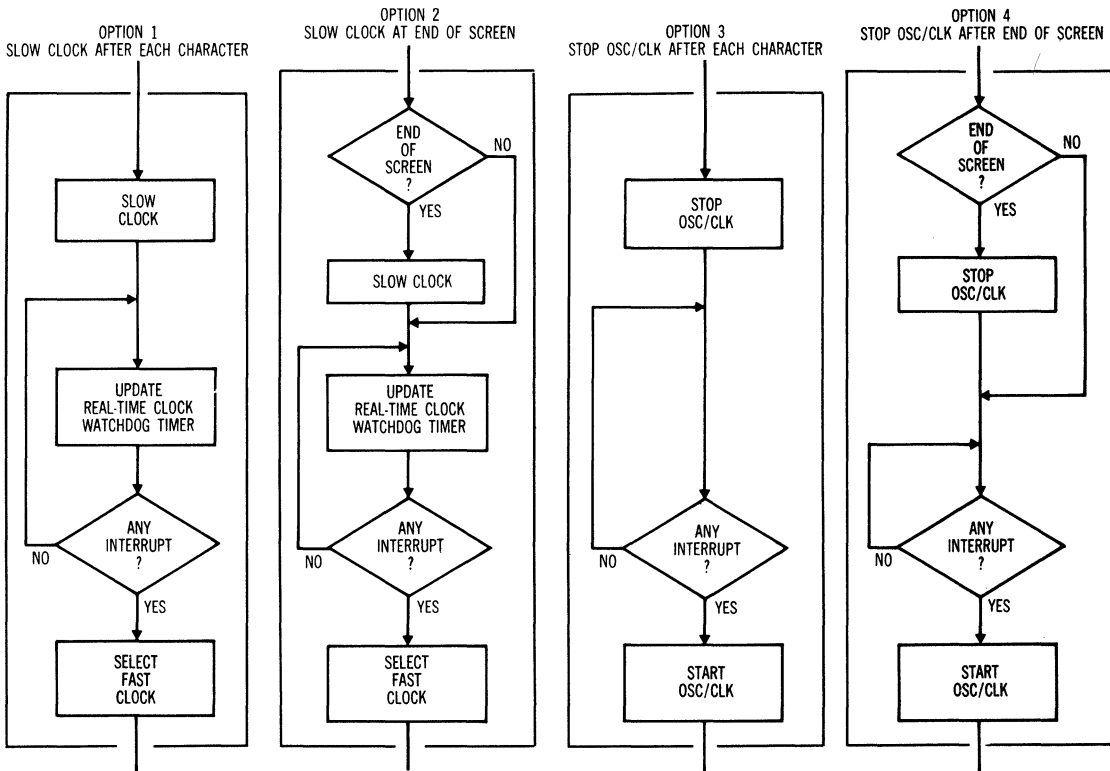 OPTION 1
SLOW CLOCK AFTER EACH CHARACTER
SLOW
CLOCK
UPDATE
REAL-TIME CLOCK
WATCHDOG TIMER
ANY
INTERRUPT
?
NO
YES
SELECT
FAST
CLOCK
OPTION 2
SLOW CLOCK AT END OF SCREEN
END
OF
SCREEN
?
NO
YES
SLOW CLOCK
UPDATE
REAL-TIME CLOCK
WATCHDOG TIMER
ANY
INTERRUPT
?
NO
YES
SELECT
FAST
CLOCK
OPTION 3
STOP OSC/CLK AFTER EACH CHARACTER
STOP
OSC/CLK
ANY
INTERRUPT
?
NO
YES
START
OSC/CLK
OPTION 4
STOP OSC/CLK AFTER END OF SCREEN
END
OF
SCREEN
?
NO
YES
STOP
OSC/CLK
ANY
INTERRUPT
?
NO
YES
START
OSC/CLK